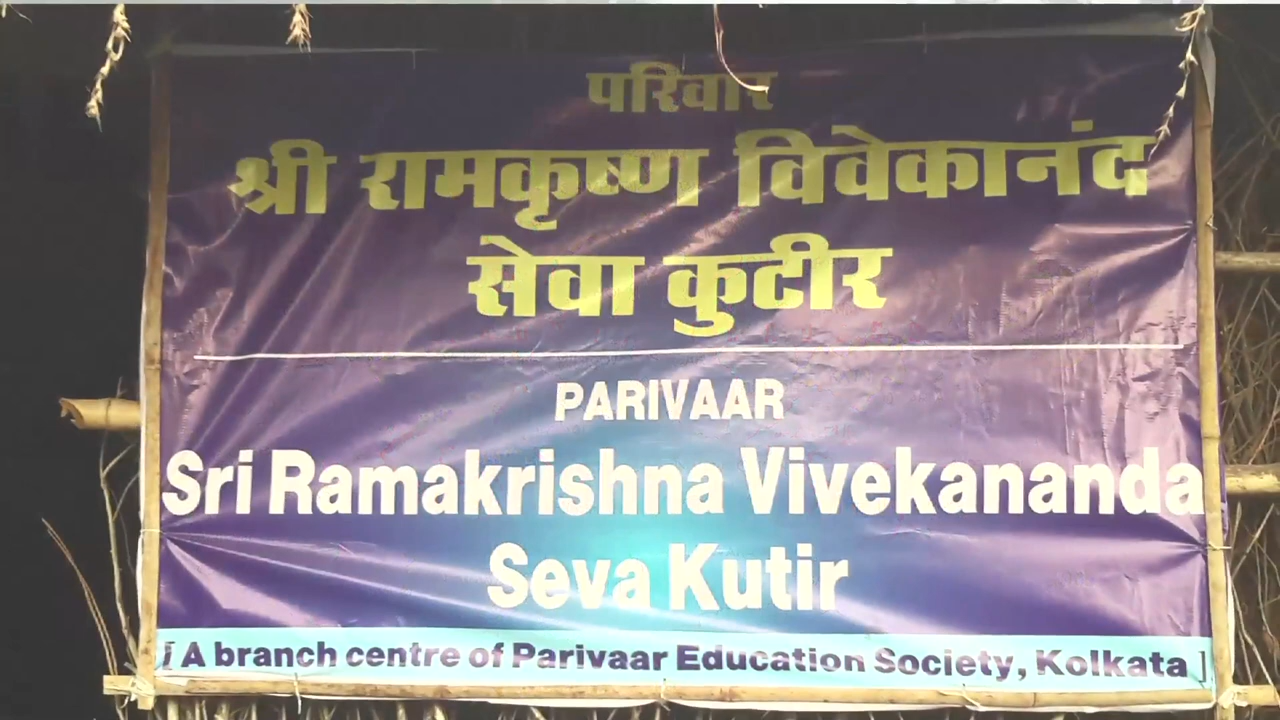 परिवार
श्री रामकृष्ण विवेकानंद
सेवा कुटीर
PARIVAAR
Sri Ramakrishna Vivekananda
Seva Kutir
[ A branch centre of Parivaar Education Society, Kolkata ]